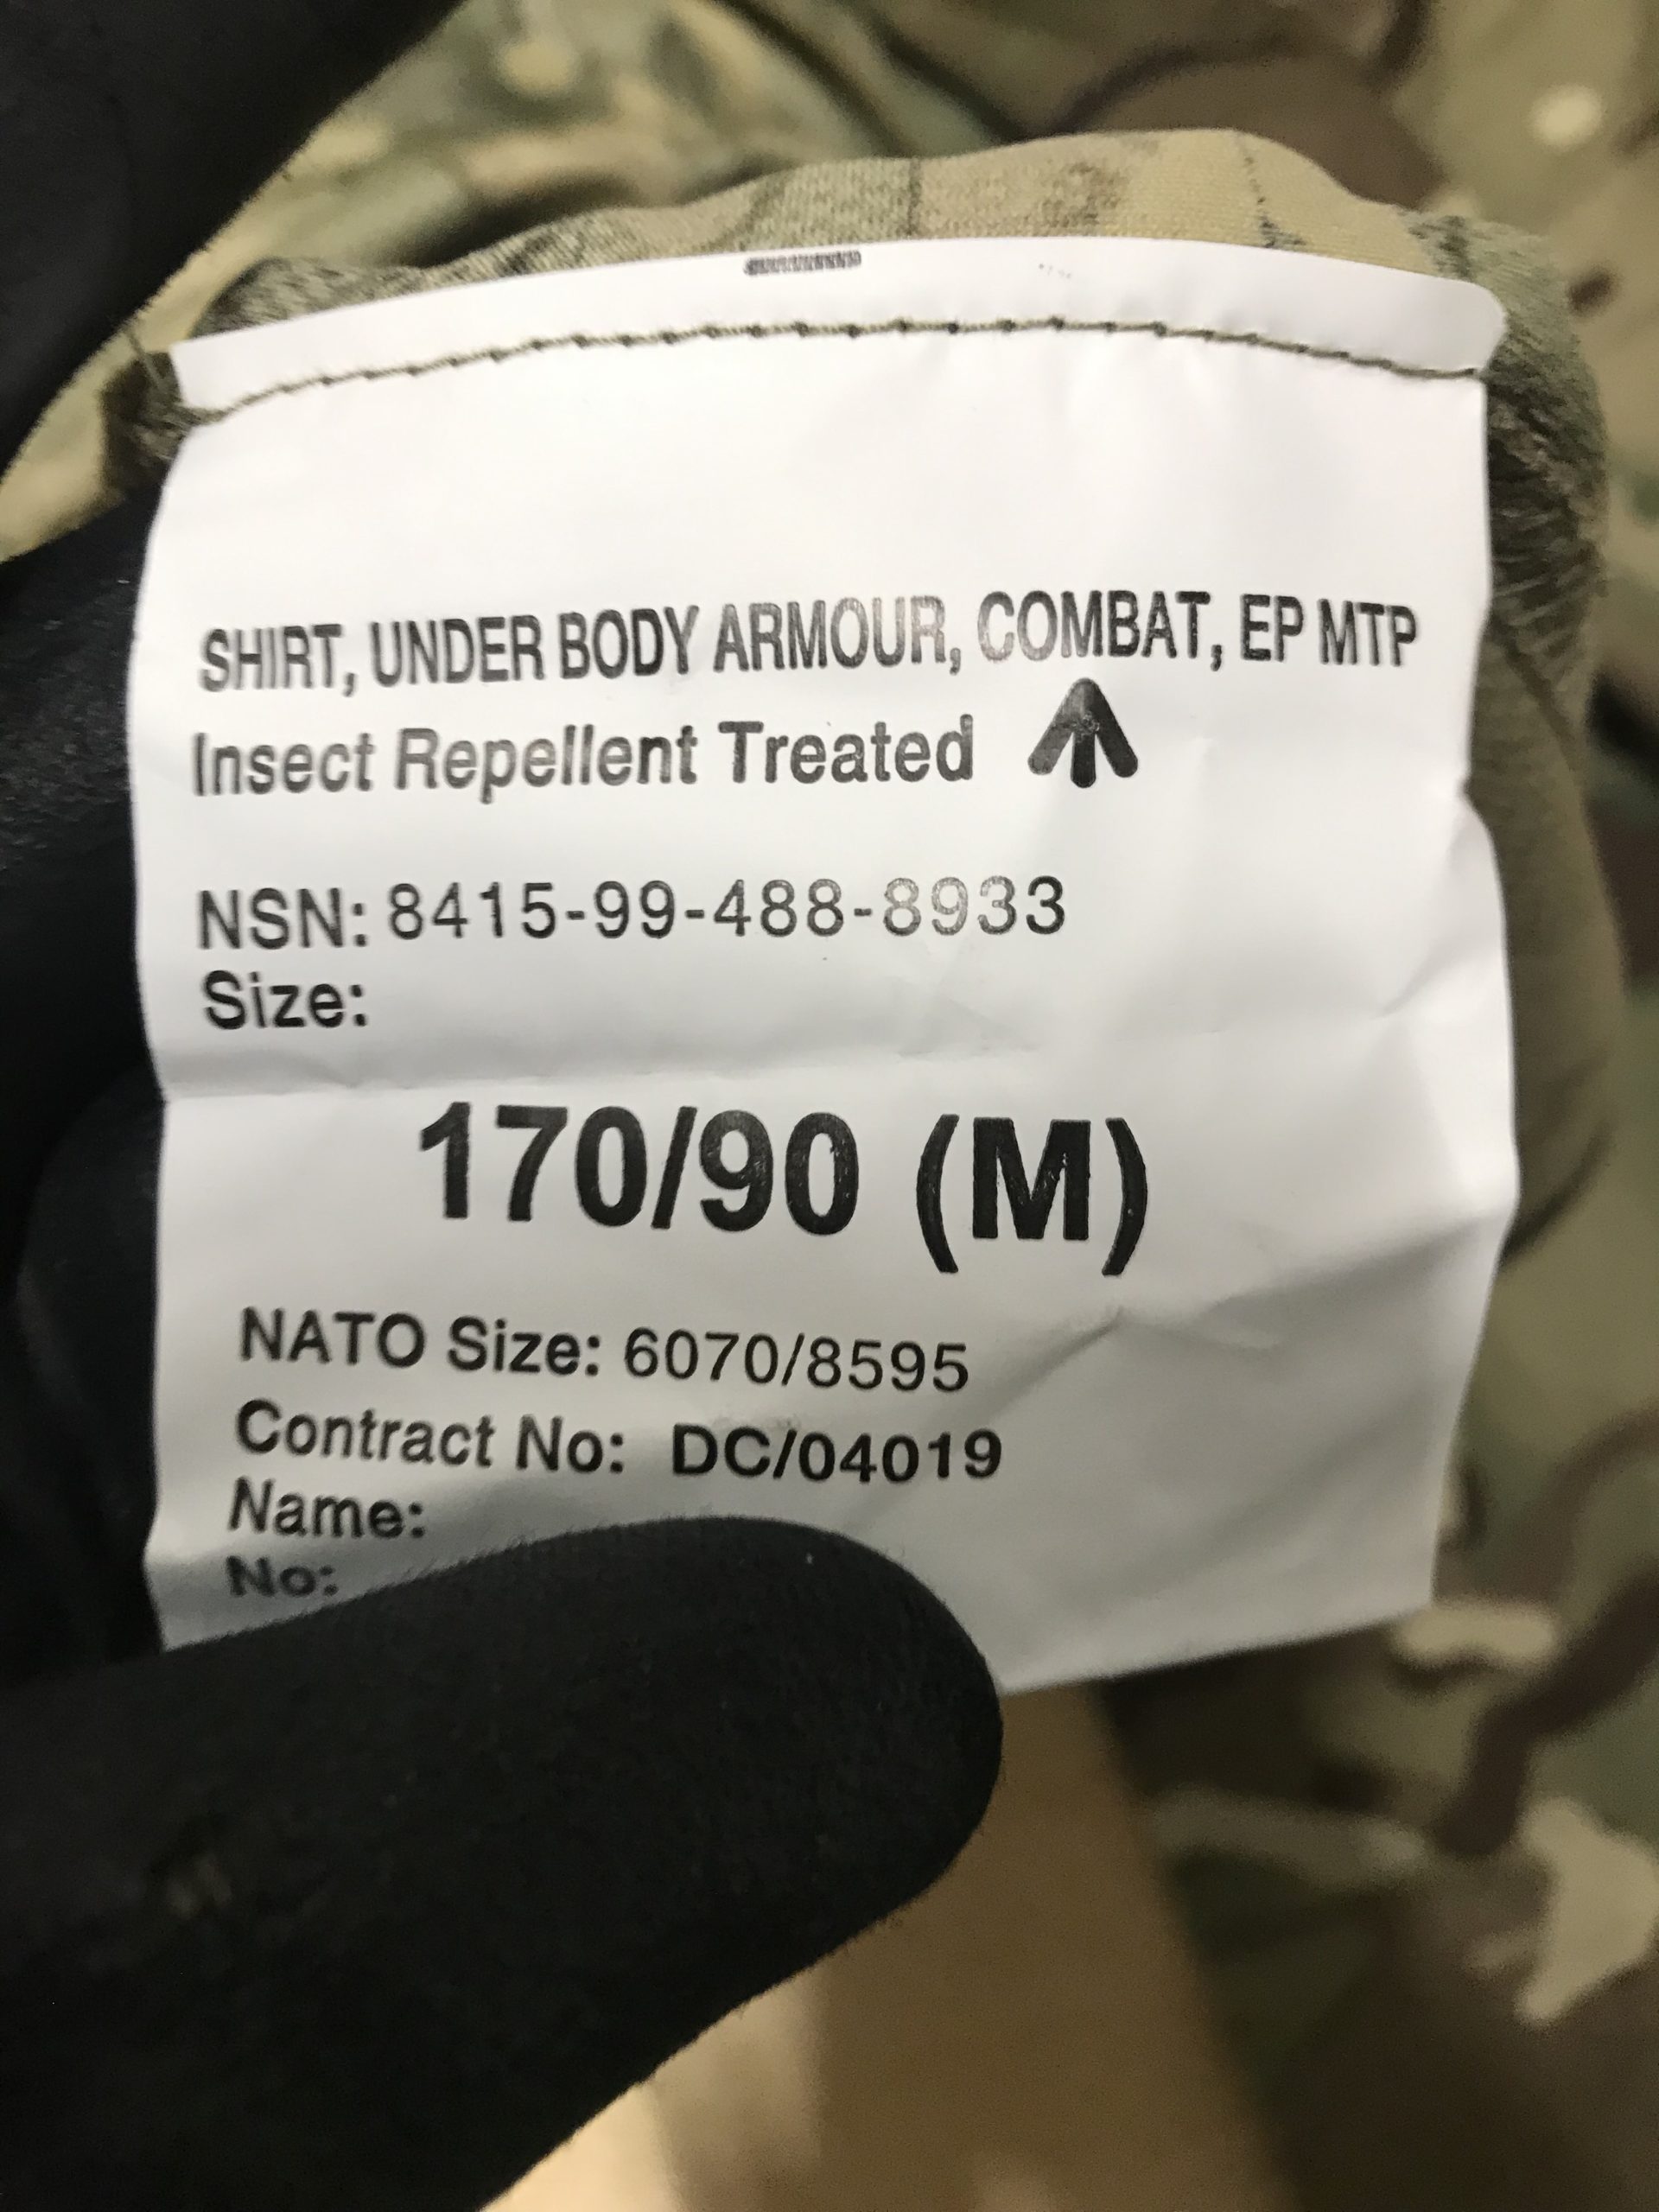 SHIRT, UNDER BODY ARMOUR, COMBAT, EP MTP
Insect Repellent Treated
NSN: 8415-99-488-8933
Size:
170/90 (M)
NATO Size: 6070/8595
Contract No: DC/04019
Name:
No: